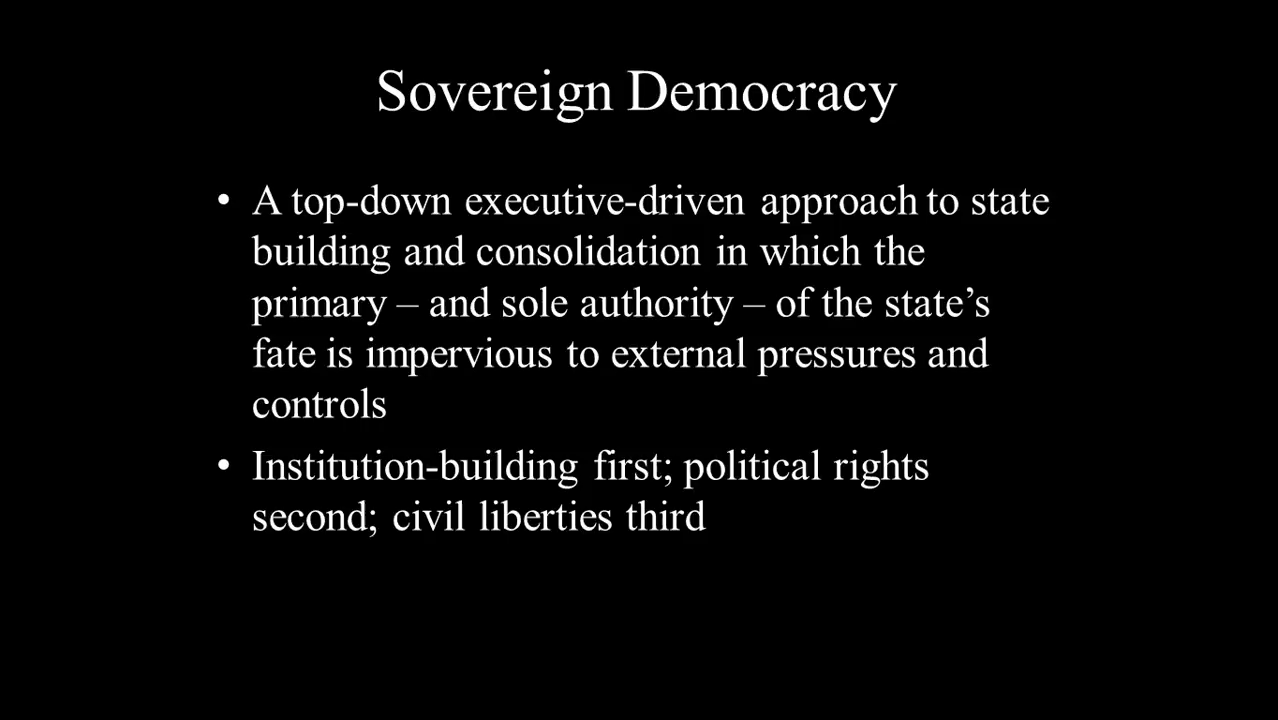 Sovereign Democracy
• A top-down executive-driven approach to state
building and consolidation in which the
primary – and sole authority – of the state’s
fate is impervious to external pressures and
controls
• Institution-building first; political rights
second; civil liberties third